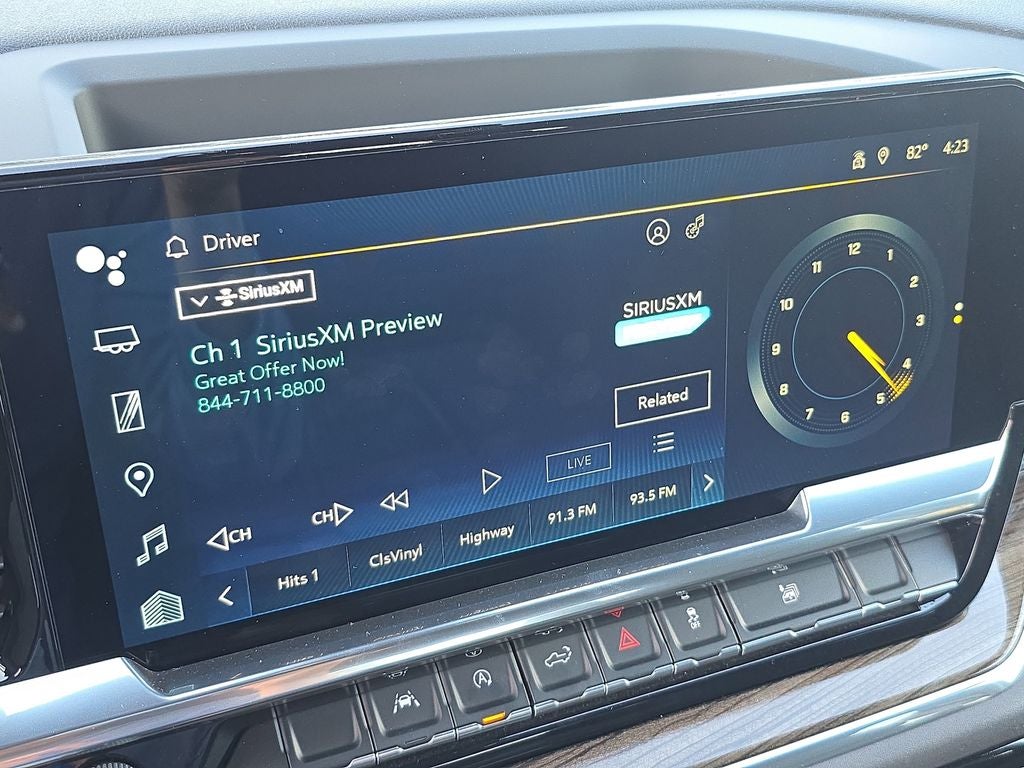 82° 4:23
Driver
SiriusXM
Ch 1 SiriusXM Preview
Great Offer Now!
844-711-8800
SIRIUSXM
Related
LIVE
CH
CH
Hits 1
ClsVinyl
Highway
91.3 FM
93.5 FM
12
1
2
3
4
5
6
7
8
9
10
11
A
OFF